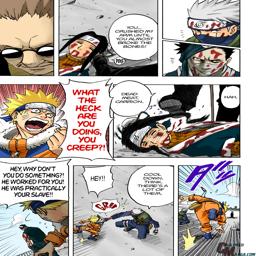 YOU...
CRUSHED MY
ARM UNTIL
YOU ALMOST
BROKE THE
BONES!
WHAT
THE HECK
ARE YOU
DOING,
YOU
CREEP?!
DEAD
MEAT,
CARRION.
HAH.
HEY, WHY DON'T
YOU DO SOMETHING?!
HE WORKED FOR YOU!
HE WAS PRACTICALLY
YOUR SLAVE!!
HEY!!
COOL
DOWN.
THINK.
THERE'S
A LOT
OF MEN.